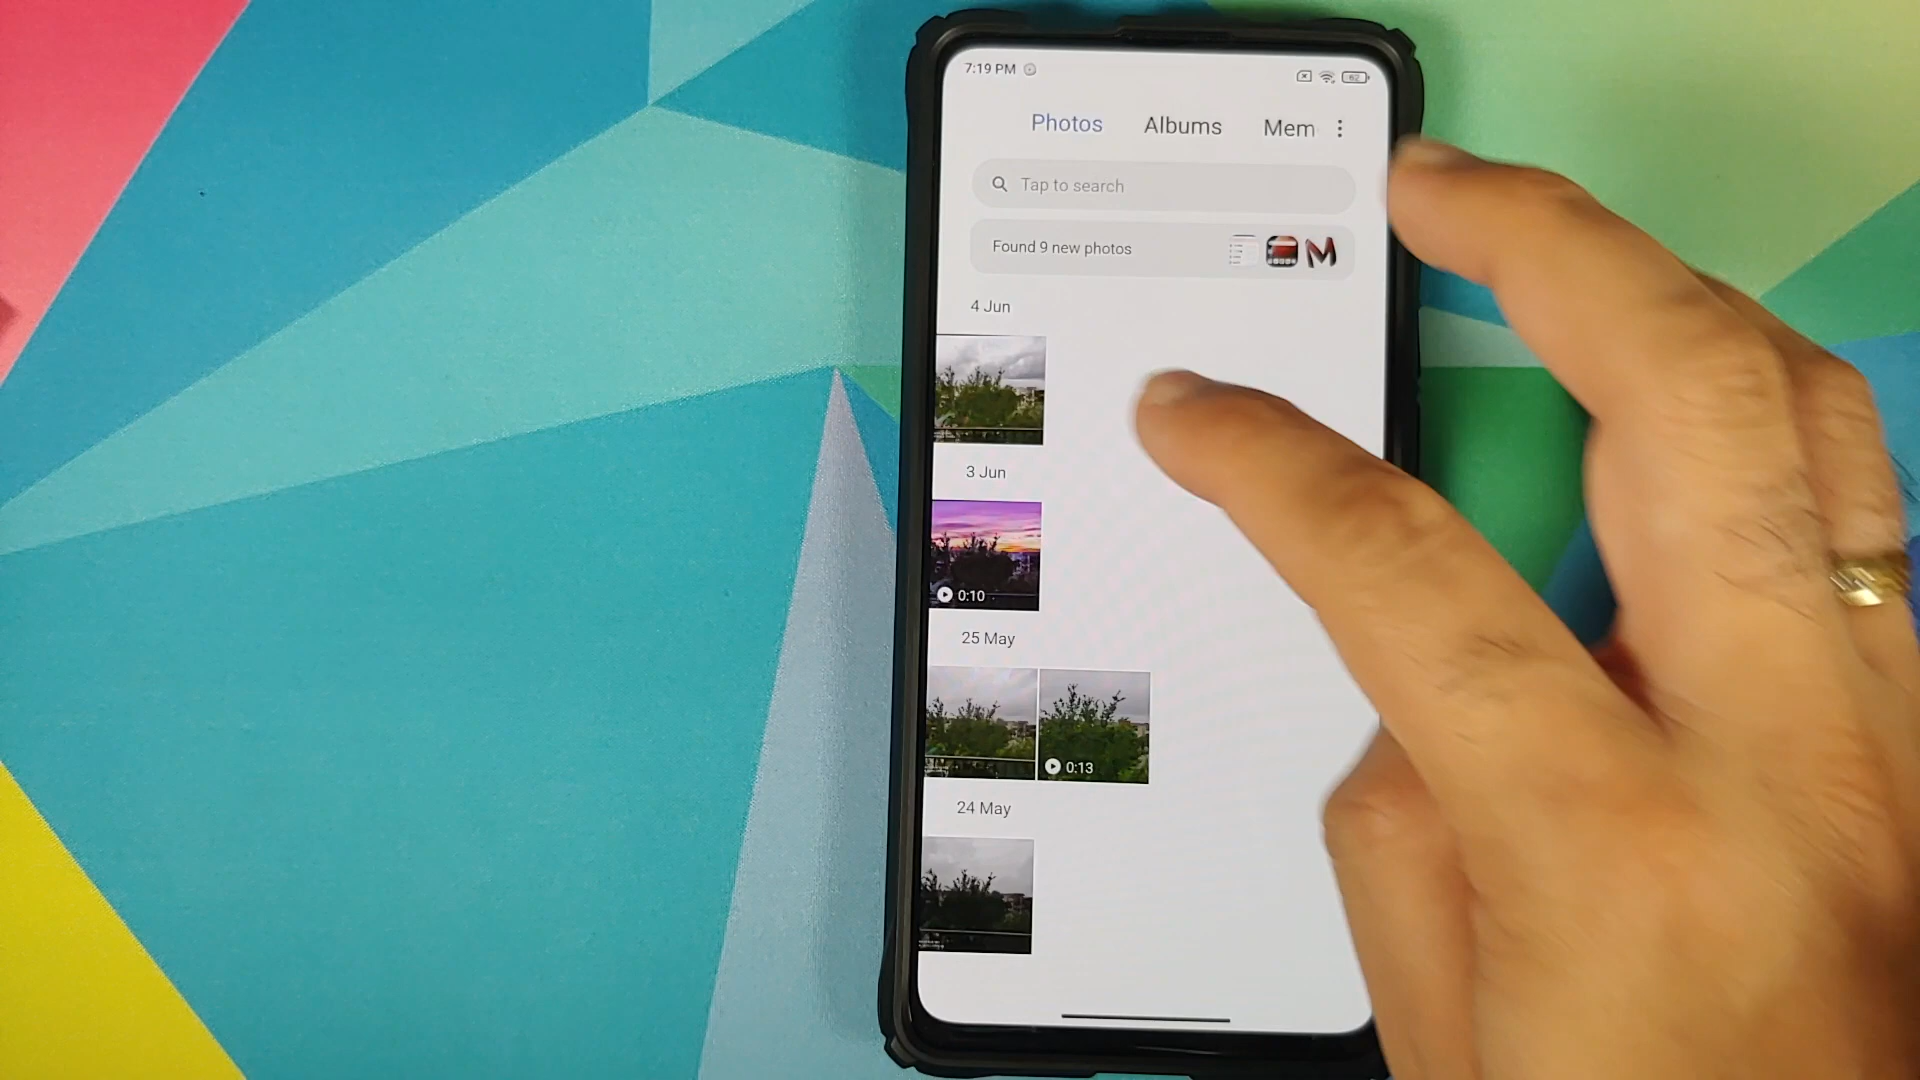 7:19 PM
62
Photos Albums Mem
Tap to search
Found 9 new photos
4 Jun
3 Jun
0:10
25 May
0:13
24 May